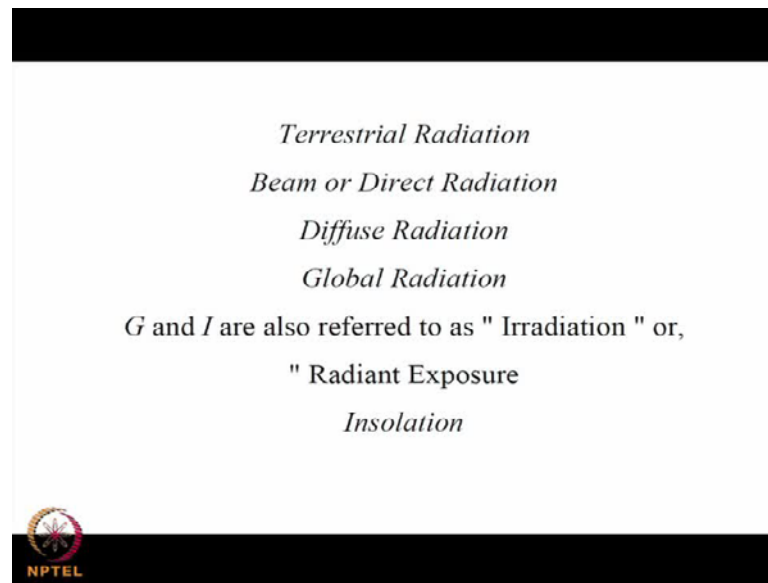 Terrestrial Radiation
Beam or Direct Radiation
Diffuse Radiation
Global Radiation
G and I are also referred to as " Irradiation " or,
" Radiant Exposure
Insolation
NPTEL